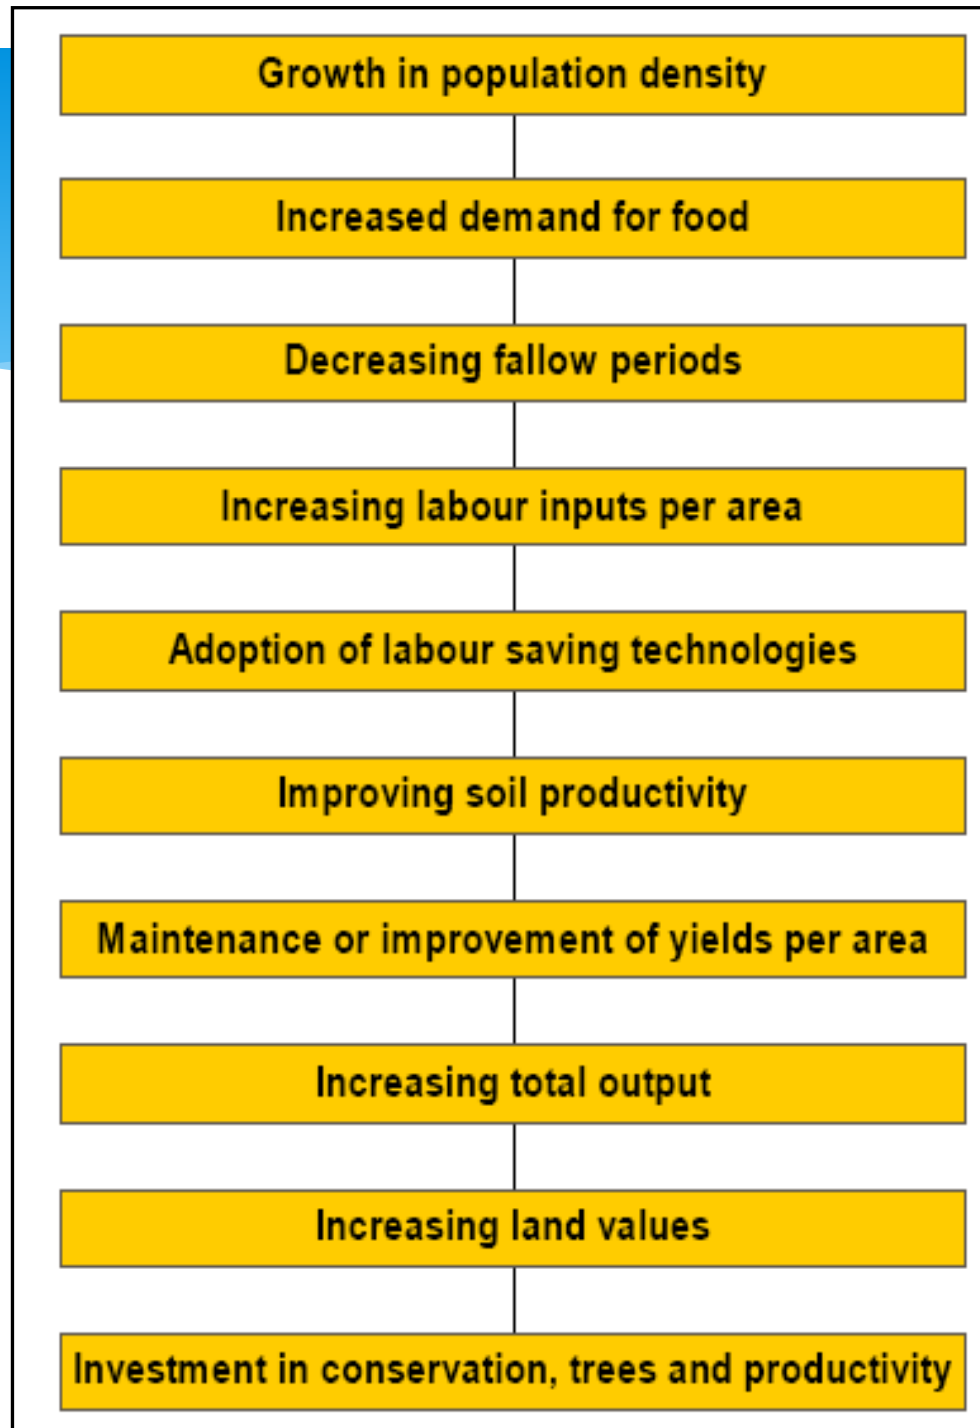 Growth in population density
Increased demand for food
Decreasing fallow periods
Increasing labour inputs per area
Adoption of labour saving technologies
Improving soil productivity
Maintenance or improvement of yields per area
Increasing total output
Increasing land values
Investment in conservation, trees and productivity